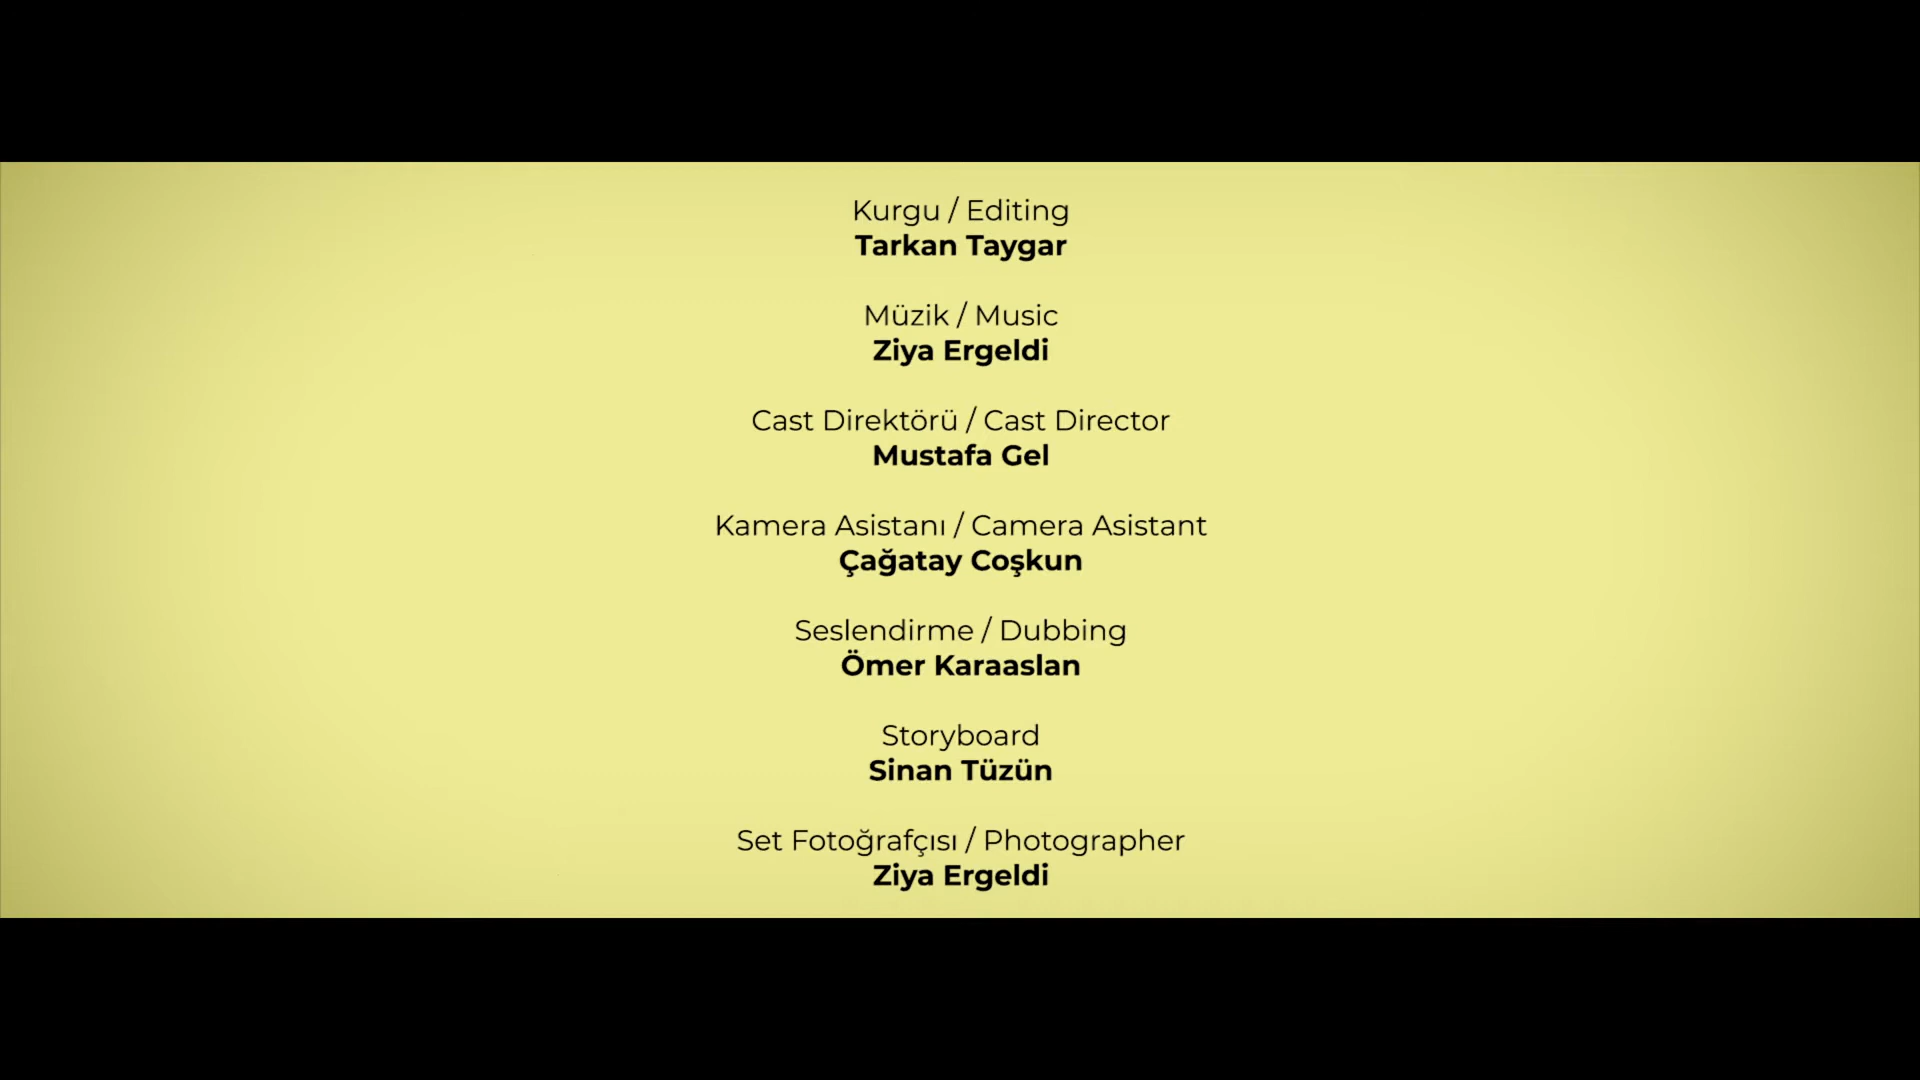 Kurgu / Editing
Tarkan Taygar
Müzik / Music
Ziya Ergeldi
Cast Direktörü / Cast Director
Mustafa Gel
Kamera Asistanı / Camera Asistant
Çağatay Coşkun
Seslendirme / Dubbing
Ömer Karaaslan
Storyboard
Sinan Tüzün
Set Fotoğrafçısı / Photographer
Ziya Ergeldi